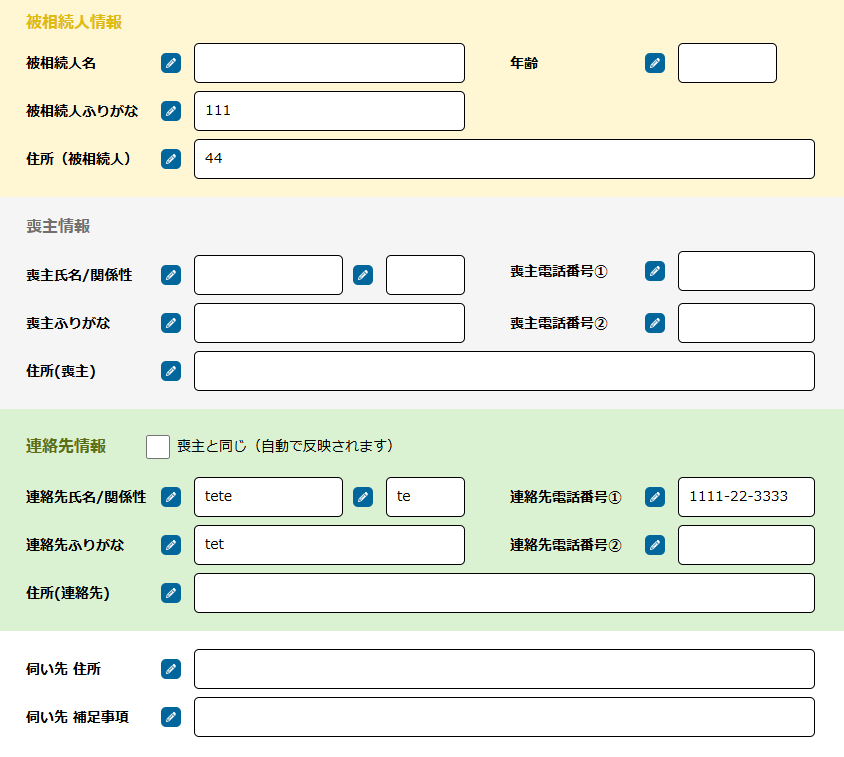 被相続人情報
被相続人名 年齢
被相続人ふりがな 111
住所（被相続人） 44
喪主情報
喪主氏名/関係性 喪主電話番号①
喪主ふりがな 喪主電話番号②
住所(喪主)
連絡先情報 喪主と同じ（自動で反映されます）
連絡先氏名/関係性 tete te 連絡先電話番号① 1111-22-3333
連絡先ふりがな tet 連絡先電話番号②
住所(連絡先)
伺い先 住所
伺い先 補足事項